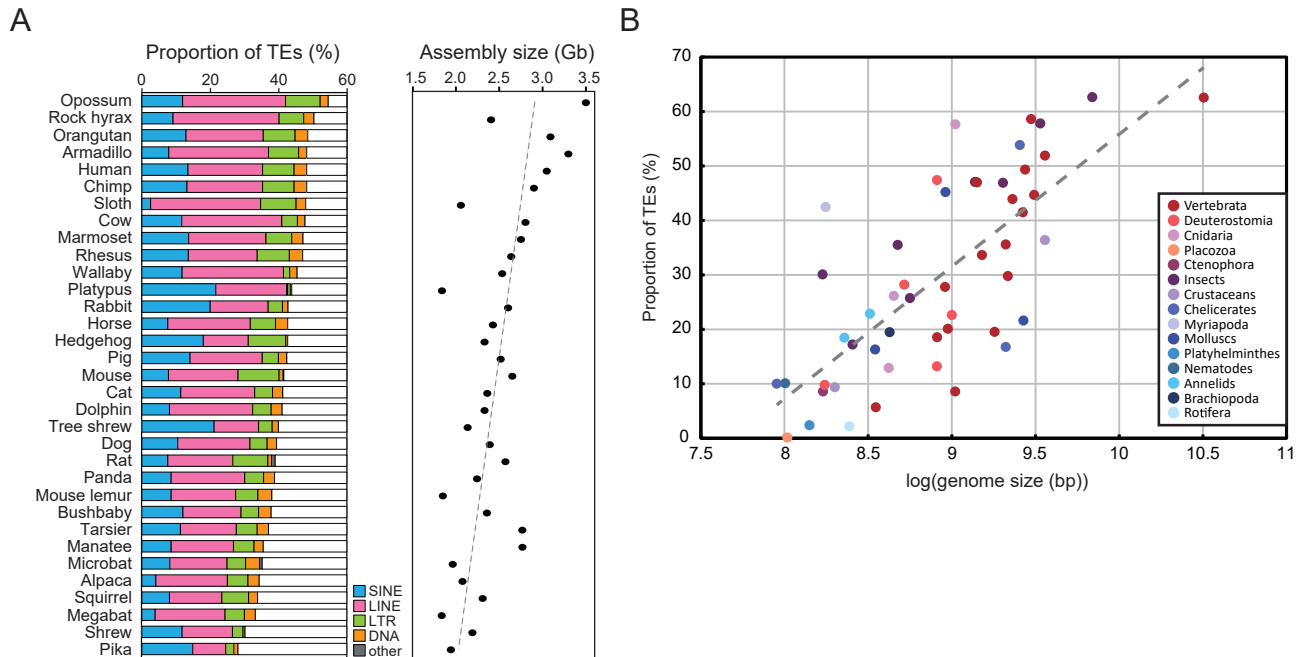 A
Proportion of TEs (%)
0 20 40 60
Assembly size (Gb)
1.5 2.0 2.5 3.0 3.5
Opossum
Rock hyrax
Orangutan
Armadillo
Human
Chimp
Sloth
Cow
Marmoset
Rhesus
Wallaby
Platypus
Rabbit
Horse
Hedgehog
Pig
Mouse
Cat
Dolphin
Tree shrew
Dog
Rat
Panda
Mouse lemur
Bushbaby
Tarsier
Manatee
Microbat
Alpaca
Squirrel
Megabat
Shrew
Pika
SINE
LINE
LTR
DNA
other
B
Proportion of TEs (%)
70
60
50
40
30
20
10
0
7.5 8 8.5 9 9.5 10 10.5 11
log(genome size (bp))
Vertebrata
Deuterostomia
Cnidaria
Placozoa
Ctenophora
Insects
Crustaceans
Chelicerates
Myriapoda
Molluscs
Platyhelminthes
Nematodes
Annelids
Brachiopoda
Rotifera